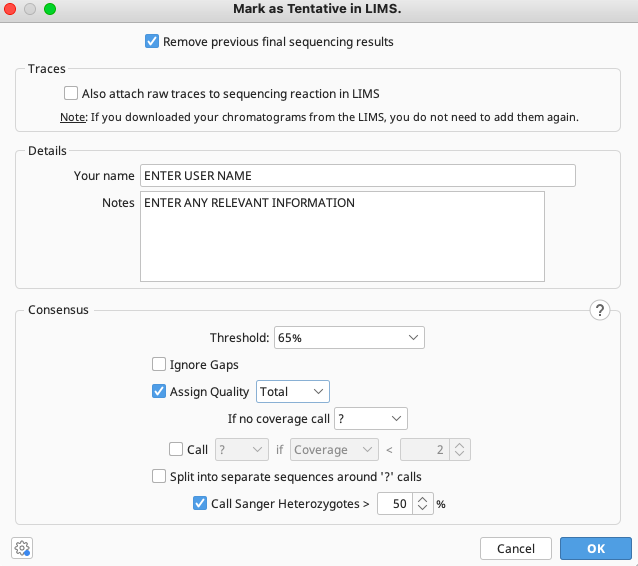 Mark as Tentative in LIMS.
Remove previous final sequencing results
Traces
Also attach raw traces to sequencing reaction in LIMS
Note: If you downloaded your chromatograms from the LIMS, you do not need to add them again.
Details
Your name ENTER USER NAME
Notes ENTER ANY RELEVANT INFORMATION
Consensus ?
Threshold: 65%
Ignore Gaps
Assign Quality Total
If no coverage call ?
Call ? if Coverage < 2
Split into separate sequences around '?' calls
Call Sanger Heterozygotes > 50 %
Cancel OK